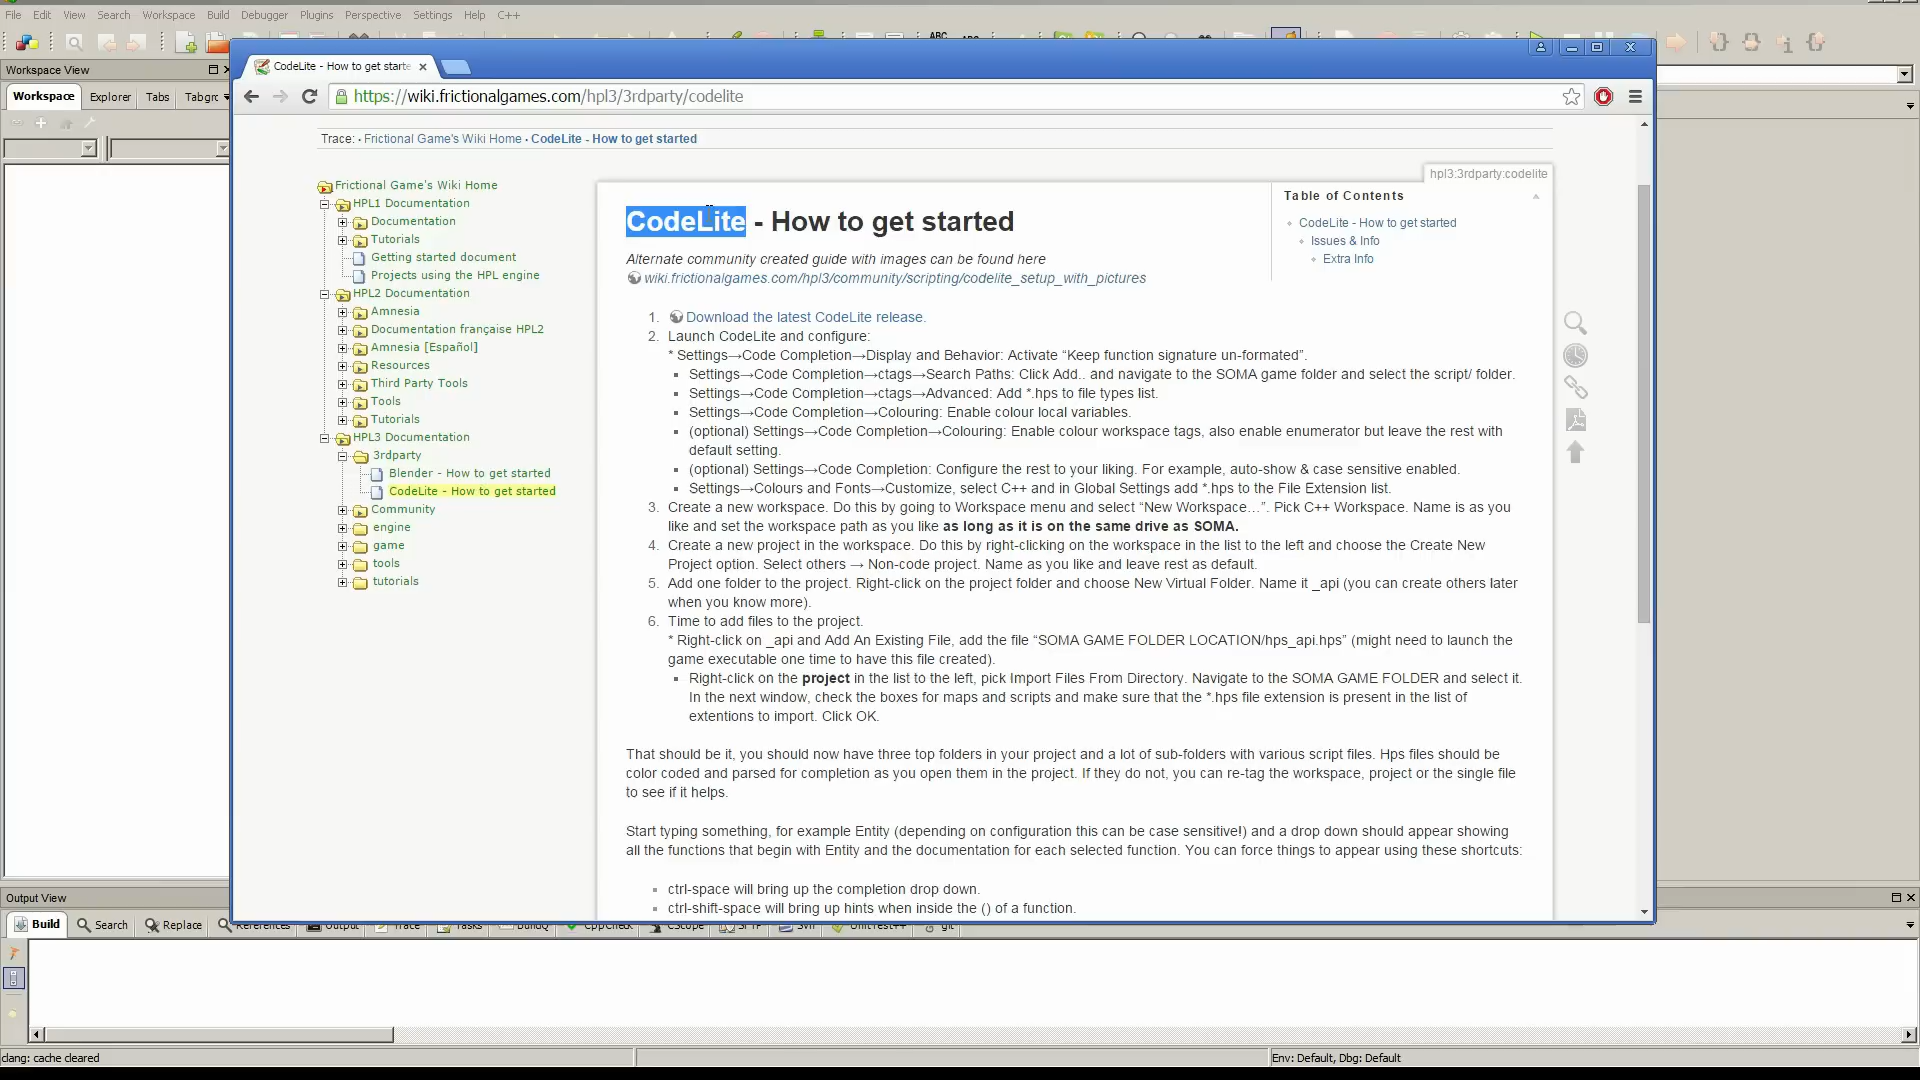 File Edit View Search Workspace Build Debugger Plugins Perspective Settings Help C++
Workspace View
Workspace Explorer Tabs Tabgro
CodeLite - How to get starte
https://wiki.frictionalgames.com/hpl3/3rdparty/codelite
Trace: • Frictional Game's Wiki Home • CodeLite - How to get started
Frictional Game's Wiki Home
HPL1 Documentation
Documentation
Tutorials
Getting started document
Projects using the HPL engine
HPL2 Documentation
Amnesia
Documentation française HPL2
Amnesia [Español]
Resources
Third Party Tools
Tools
Tutorials
HPL3 Documentation
3rdparty
Blender - How to get started
CodeLite - How to get started
Community
engine
game
tools
tutorials
hpl3:3rdparty:codelite
Table of Contents
CodeLite - How to get started
Issues & Info
Extra Info
CodeLite - How to get started
Alternate community created guide with images can be found here
wiki.frictionalgames.com/hpl3/community/scripting/codelite_setup_with_pictures
1. Download the latest CodeLite release.
2. Launch CodeLite and configure:
* Settings→Code Completion→Display and Behavior: Activate “Keep function signature un-formated”.
▪ Settings→Code Completion→ctags→Search Paths: Click Add.. and navigate to the SOMA game folder and select the script/ folder.
▪ Settings→Code Completion→ctags→Advanced: Add *.hps to file types list.
▪ Settings→Code Completion→Colouring: Enable colour local variables.
▪ (optional) Settings→Code Completion→Colouring: Enable colour workspace tags, also enable enumerator but leave the rest with
default setting.
▪ (optional) Settings→Code Completion: Configure the rest to your liking. For example, auto-show & case sensitive enabled.
▪ Settings→Colours and Fonts→Customize, select C++ and in Global Settings add *.hps to the File Extension list.
3. Create a new workspace. Do this by going to Workspace menu and select “New Workspace…”. Pick C++ Workspace. Name is as you
like and set the workspace path as you like as long as it is on the same drive as SOMA.
4. Create a new project in the workspace. Do this by right-clicking on the workspace in the list to the left and choose the Create New
Project option. Select others → Non-code project. Name as you like and leave rest as default.
5. Add one folder to the project. Right-click on the project folder and choose New Virtual Folder. Name it _api (you can create others later
when you know more).
6. Time to add files to the project.
* Right-click on _api and Add An Existing File, add the file “SOMA GAME FOLDER LOCATION/hps_api.hps” (might need to launch the
game executable one time to have this file created).
▪ Right-click on the project in the list to the left, pick Import Files From Directory. Navigate to the SOMA GAME FOLDER and select it.
In the next window, check the boxes for maps and scripts and make sure that the *.hps file extension is present in the list of
extentions to import. Click OK.
That should be it, you should now have three top folders in your project and a lot of sub-folders with various script files. Hps files should be
color coded and parsed for completion as you open them in the project. If they do not, you can re-tag the workspace, project or the single file
to see if it helps.
Start typing something, for example Entity (depending on configuration this can be case sensitive!) and a drop down should appear showing
all the functions that begin with Entity and the documentation for each selected function. You can force things to appear using these shortcuts:
▪ ctrl-space will bring up the completion drop down.
▪ ctrl-shift-space will bring up hints when inside the () of a function.
Output View
Build Search Replace References Output Trace Tasks BuildQ CppCheck CScope SFTP Svn UnitTest++ git
clang: cache cleared
Env: Default, Dbg: Default